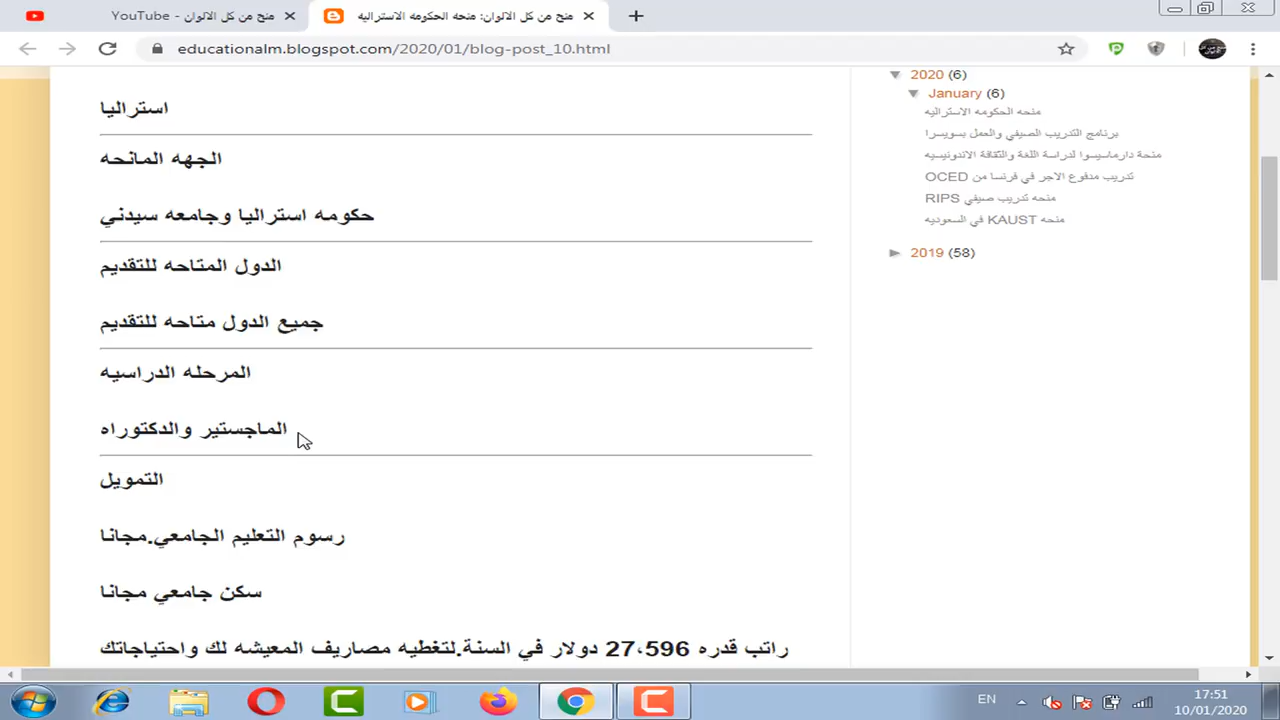 منح من كل الالوان - YouTube
منح من كل الالوان: منحه الحكومه الاستراليه
educationalm.blogspot.com/2020/01/blog-post_10.html
استراليا
الجهه المانحه
حكومه استراليا وجامعه سيدني
الدول المتاحه للتقديم
جميع الدول متاحه للتقديم
المرحله الدراسيه
الماجستير والدكتوراه
التمويل
رسوم التعليم الجامعي.مجانا
سكن جامعي مجانا
راتب قدره 27،596 دولار في السنة.لتغطيه مصاريف المعيشه لك واحتياجاتك
2020 (6)
January (6)
منحه الحكومه الاستراليه
برنامج التدريب الصيفي والعمل بسويسرا
منحة دارماسيسوا لدراسة اللغة والثقافة الاندونيسيه
تدريب مدفوع الاجر في فرنسا من OCED
منحه تدريب صيفي RIPS
منحه KAUST في السعوديه
2019 (58)
EN
17:51
10/01/2020